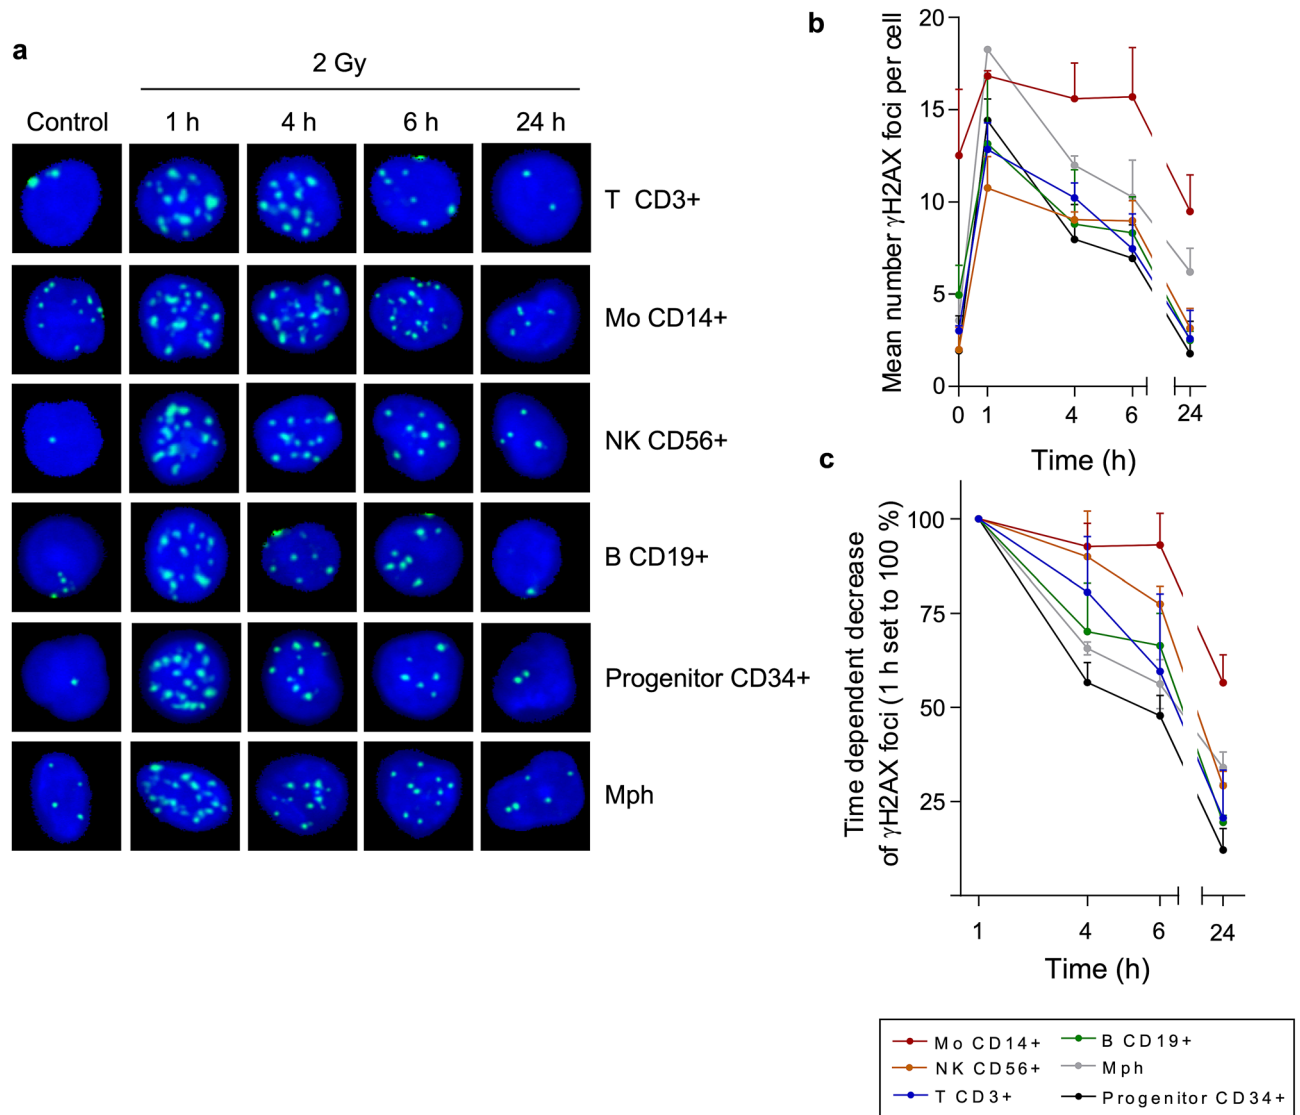 a
2 Gy
Control 1 h 4 h 6 h 24 h
T CD3+
Mo CD14+
NK CD56+
B CD19+
Progenitor CD34+
Mph
b
Mean number γH2AX foci per cell
20
15
10
5
0
0 1 4 6 24
Time (h)
c
Time dependent decrease
of γH2AX foci (1 h set to 100 %)
100
75
50
25
1 4 6 24
Time (h)
Mo CD14+ B CD19+
NK CD56+ Mph
T CD3+ Progenitor CD34+